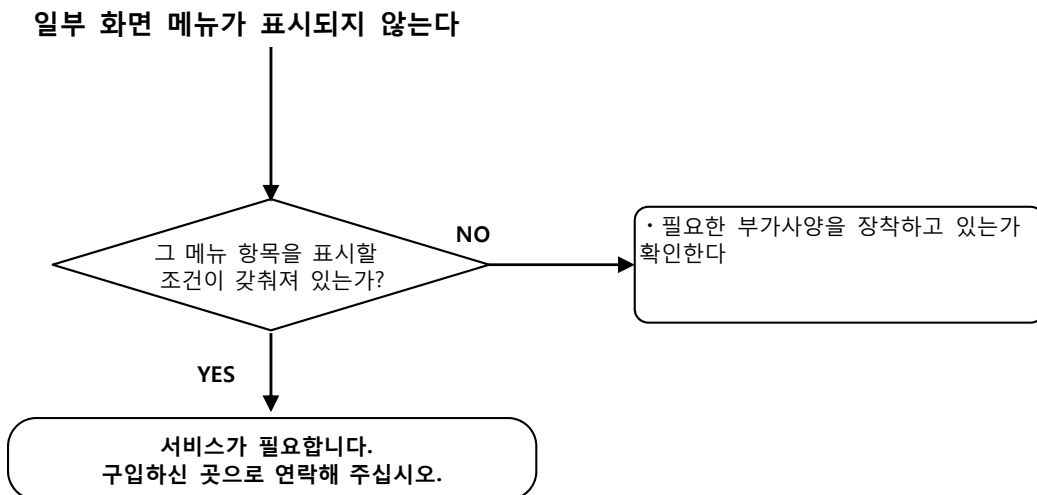 일부 화면 메뉴가 표시되지 않는다
그 메뉴 항목을 표시할
조건이 갖춰져 있는가?
NO
・필요한 부가사양을 장착하고 있는가
확인한다
YES
서비스가 필요합니다.
구입하신 곳으로 연락해 주십시오.